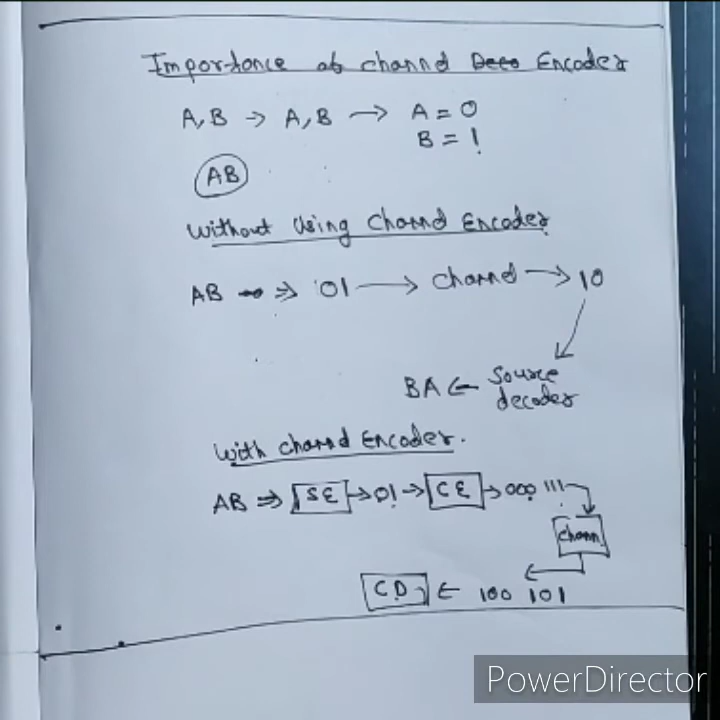 Importance of channel Encoder
A, B → A, B → A = 0
B = 1
AB
Without Using Channel Encoder
AB ⇒ 01 → channel → 10
BA ← Source
decoder
With channel Encoder.
AB ⇒ SE → 01 → CE → 000 111
Chann.
CD ← 100 101
PowerDirector